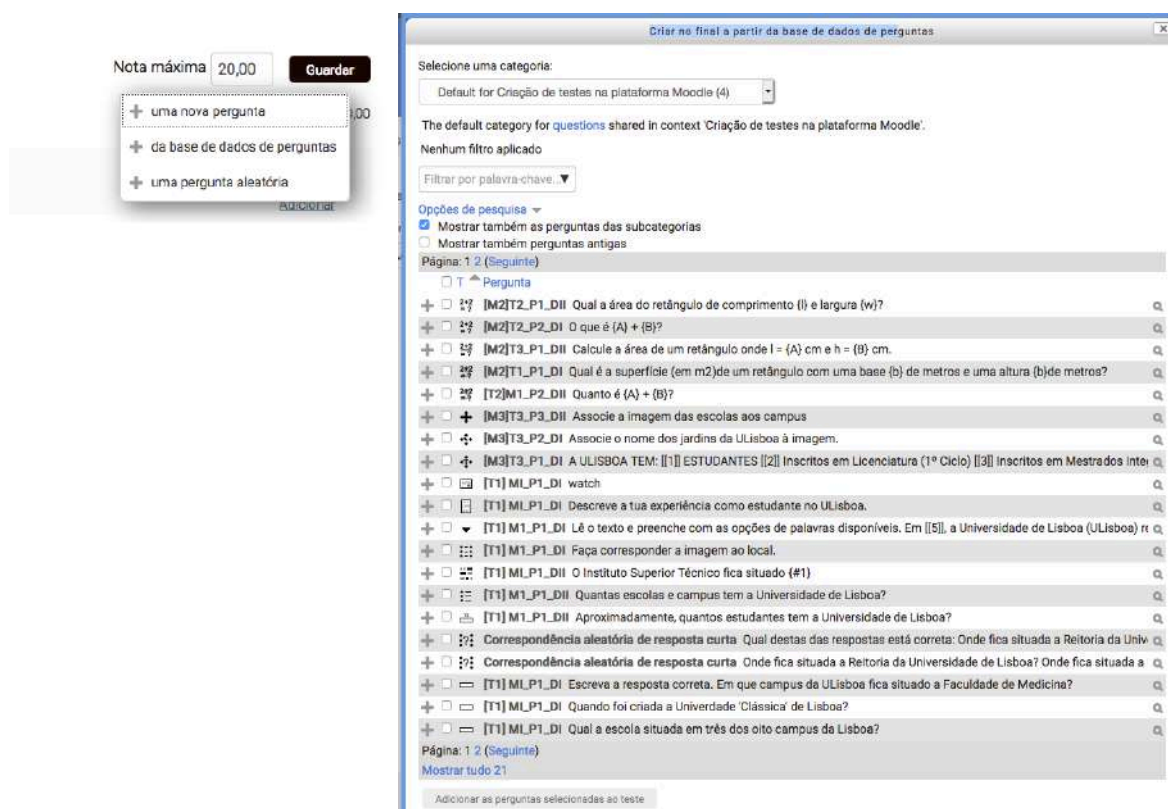 Nota máxima 20,00 Guardar
uma nova pergunta
,00
da base de dados de perguntas
uma pergunta aleatória
Adicionar
Criar no final a partir da base de dados de perguntas
Selecione uma categoria:
Default for Criação de testes na plataforma Moodle (4)
The default category for questions shared in context 'Criação de testes na plataforma Moodle'.
Nenhum filtro aplicado
Filtrar por palavra-chave...▼
Opções de pesquisa
Mostrar também as perguntas das subcategorias
Mostrar também perguntas antigas
Página: 1 2 (Seguinte)
T Pergunta
[M2]T2_P1_DII Qual a área do retângulo de comprimento {l} e largura {w}?
[M2]T2_P2_DI O que é {A} + {B}?
[M2]T3_P1_DII Calcule a área de um retângulo onde l = {A} cm e h = {B} cm.
[M2]T1_P1_DI Qual é a superfície (em m2)de um retângulo com uma base {b} de metros e uma altura {b}de metros?
[T2]M1_P2_DII Quanto é {A} + {B}?
[M3]T3_P3_DII Associe a imagem das escolas aos campus
[M3]T3_P2_DI Associe o nome dos jardins da ULisboa à imagem.
[M3]T3_P1_DI A ULISBOA TEM: [[1]] ESTUDANTES [[2]] Inscritos em Licenciatura (1º Ciclo) [[3]] Inscritos em Mestrados Inte
[T1] MI_P1_DI watch
[T1] MI_P1_DI Descreve a tua experiência como estudante no ULisboa.
[T1] M1_P1_DI Lê o texto e preenche com as opções de palavras disponíveis. Em [[5]], a Universidade de Lisboa (ULisboa) re
[T1] M1_P1_DI Faça corresponder a imagem ao local.
[T1] MI_P1_DII O Instituto Superior Técnico fica situado {#1}
[T1] M1_P1_DII Quantas escolas e campus tem a Universidade de Lisboa?
[T1] M1_P1_DII Aproximadamente, quantos estudantes tem a Universidade de Lisboa?
Correspondência aleatória de resposta curta Qual destas das respostas está correta: Onde fica situada a Reitoria da Univ
Correspondência aleatória de resposta curta Onde fica situada a Reitoria da Universidade de Lisboa? Onde fica situada a
[T1] MI_P1_DI Escreva a resposta correta. Em que campus da ULisboa fica situado a Faculdade de Medicina?
[T1] MI_P1_DI Quando foi criada a Univerdade 'Clássica' de Lisboa?
[T1] MI_P1_DI Qual a escola situada em três dos oito campus da Lisboa?
Página: 1 2 (Seguinte)
Mostrar tudo 21
Adicionar as perguntas selecionadas ao teste